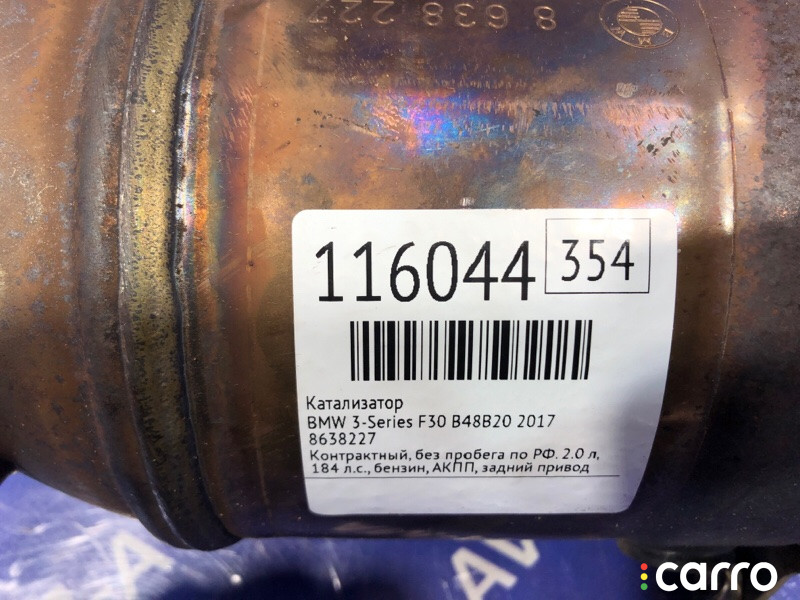 8 638 227
BMW
116044
354
Катализатор
BMW 3-Series F30 B48B20 2017
8638227
Контрактный, без пробега по РФ. 2.0 л,
184 л.с., бензин, АКПП, задний привод
carro